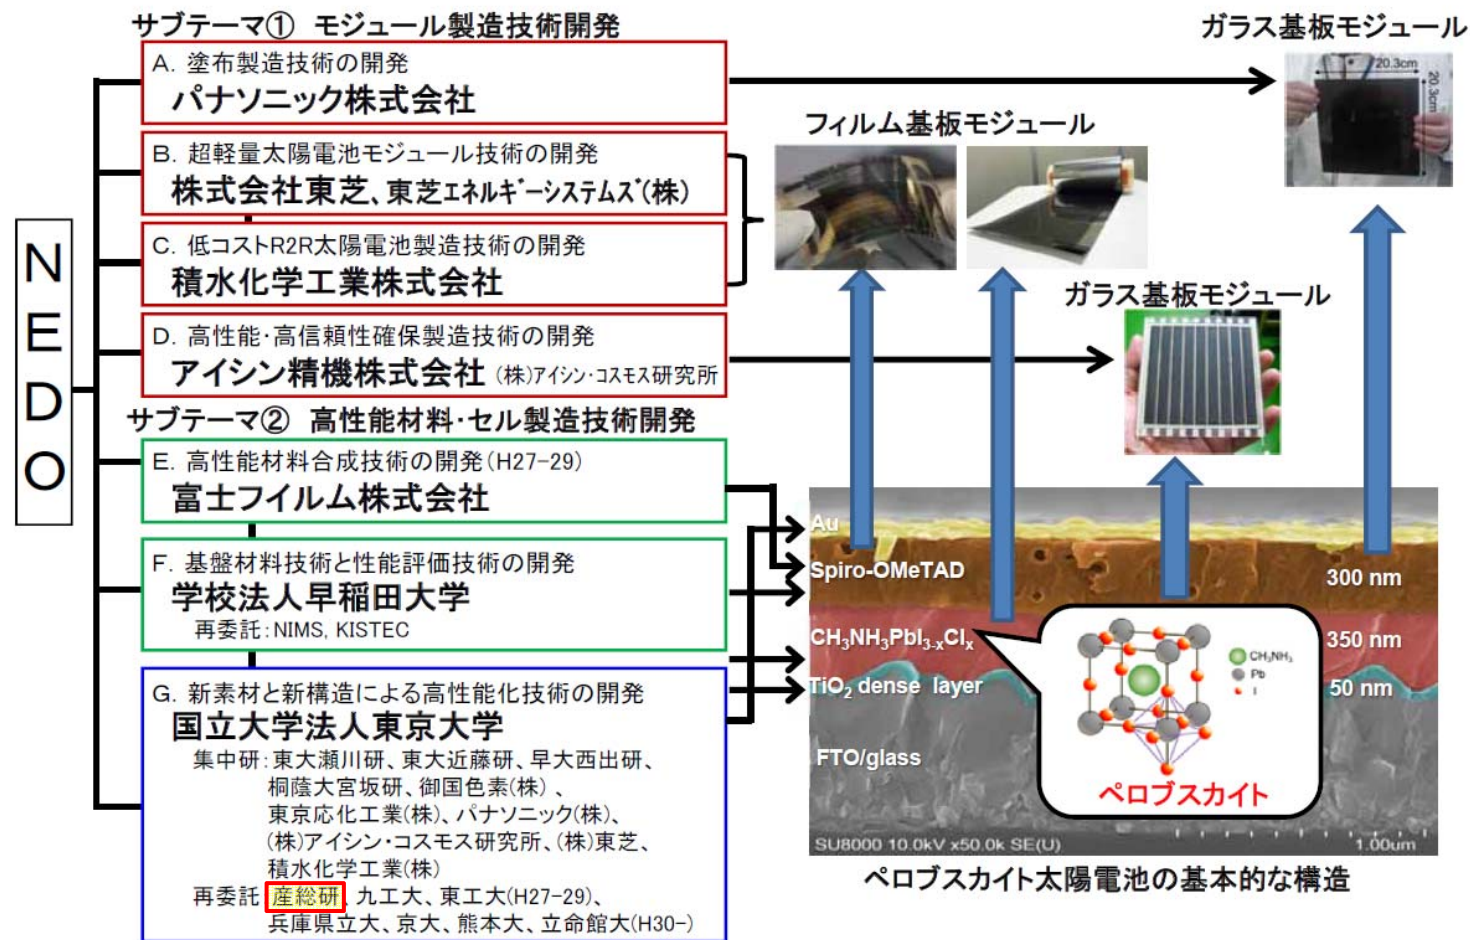 NEDO
サブテーマ① モジュール製造技術開発
A. 塗布製造技術の開発
パナソニック株式会社
B. 超軽量太陽電池モジュール技術の開発
株式会社東芝、東芝エネルギーシステムズ(株)
C. 低コストR2R太陽電池製造技術の開発
積水化学工業株式会社
D. 高性能・高信頼性確保製造技術の開発
アイシン精機株式会社 (株)アイシン・コスモス研究所
サブテーマ② 高性能材料・セル製造技術開発
E. 高性能材料合成技術の開発(H27-29)
富士フイルム株式会社
F. 基盤材料技術と性能評価技術の開発
学校法人早稲田大学
再委託:NIMS, KISTEC
G. 新素材と新構造による高性能化技術の開発
国立大学法人東京大学
集中研:東大瀬川研、東大近藤研、早大西出研、
桐蔭大宮坂研、御国色素(株)、
東京応化工業(株)、パナソニック(株)、
(株)アイシン・コスモス研究所、(株)東芝、
積水化学工業(株)
再委託 産総研、九工大、東工大(H27-29)、
兵庫県立大、京大、熊本大、立命館大(H30-)
ガラス基板モジュール
20.3cm
20.3cm
フィルム基板モジュール
ガラス基板モジュール
Au
Spiro-OMeTAD
300 nm
CH₃NH₃PbI₃₋ₓClₓ
350 nm
TiO₂ dense layer
50 nm
FTO/glass
CH₃NH₃
Pb
I
ペロブスカイト
SU8000 10.0kV x50.0k SE(U)
1.00um
ペロブスカイト太陽電池の基本的な構造